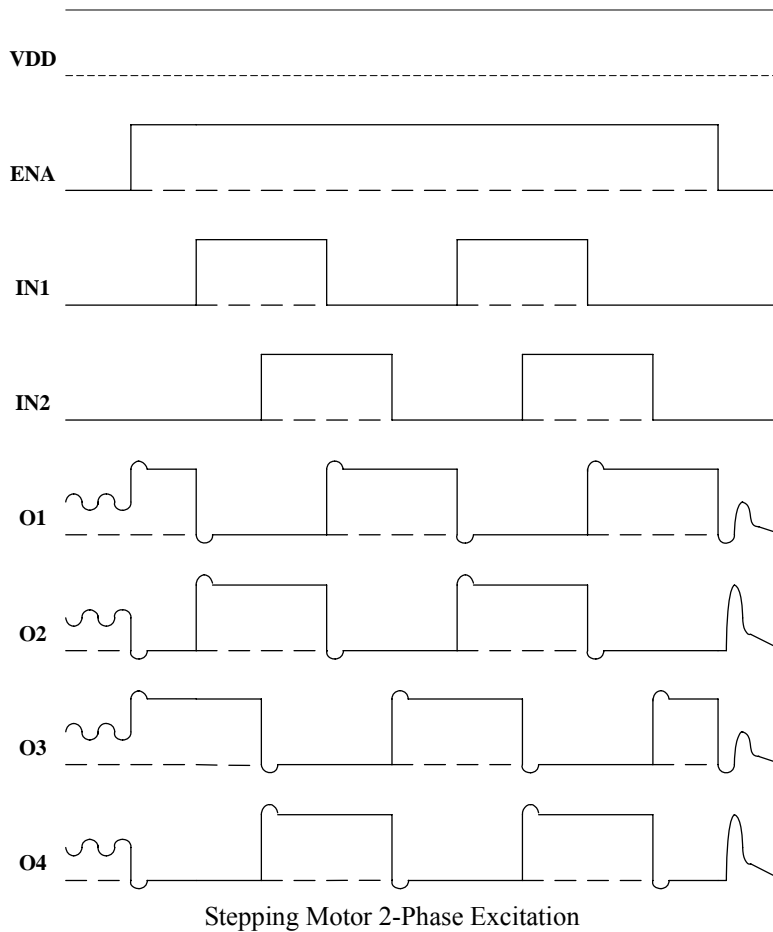 VDD
ENA
IN1
IN2
O1
O2
O3
O4
Stepping Motor 2-Phase Excitation